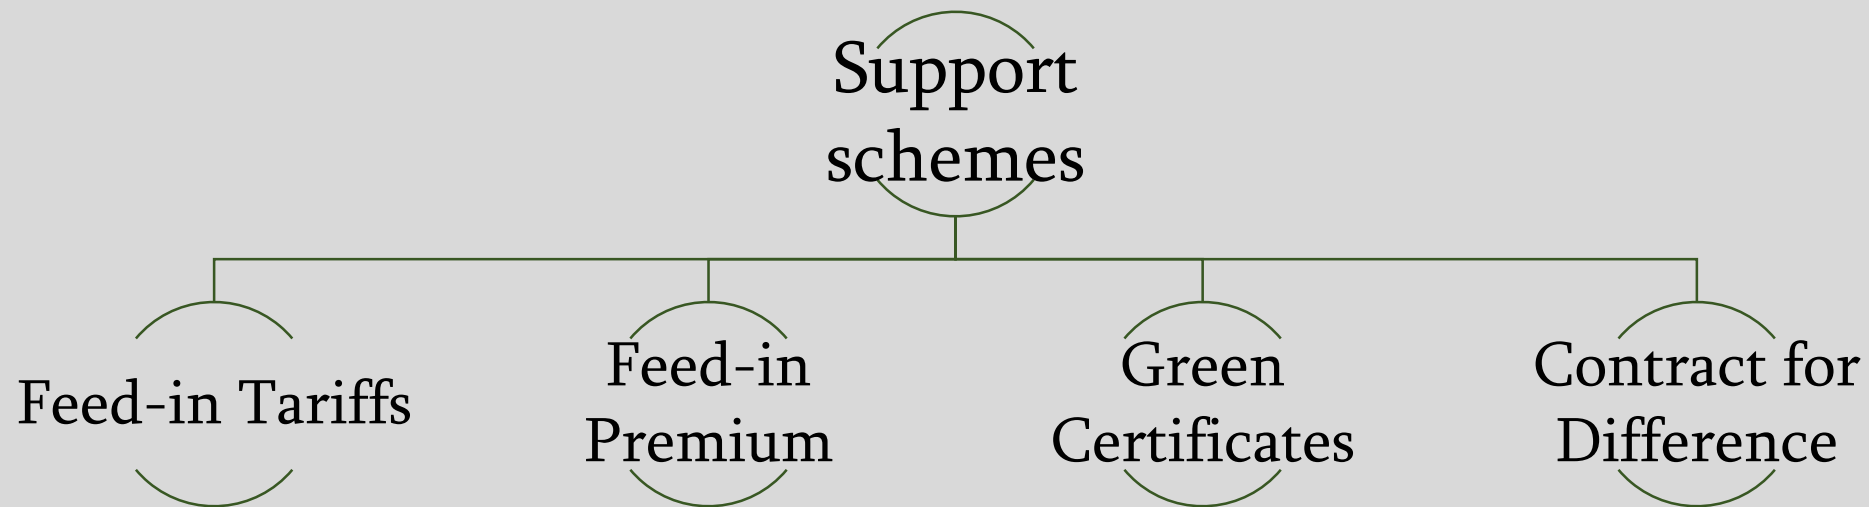 Support
schemes
Feed-in Tariffs
Feed-in
Premium
Green
Certificates
Contract for
Difference